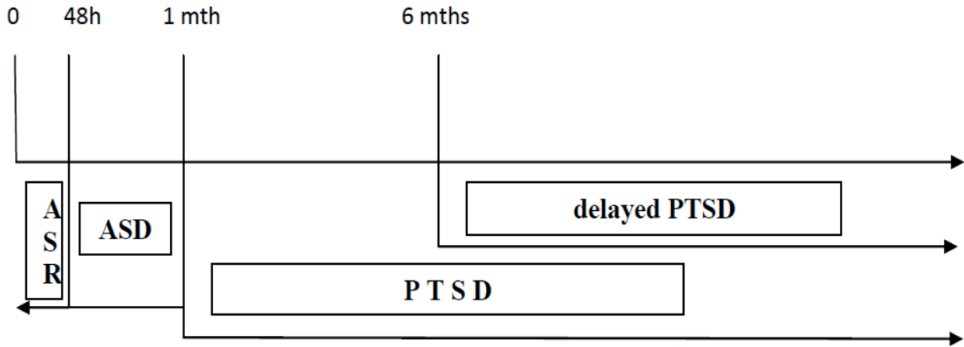 0 48h 1 mth 6 mths
A
S
R
ASD
delayed PTSD
P T S D